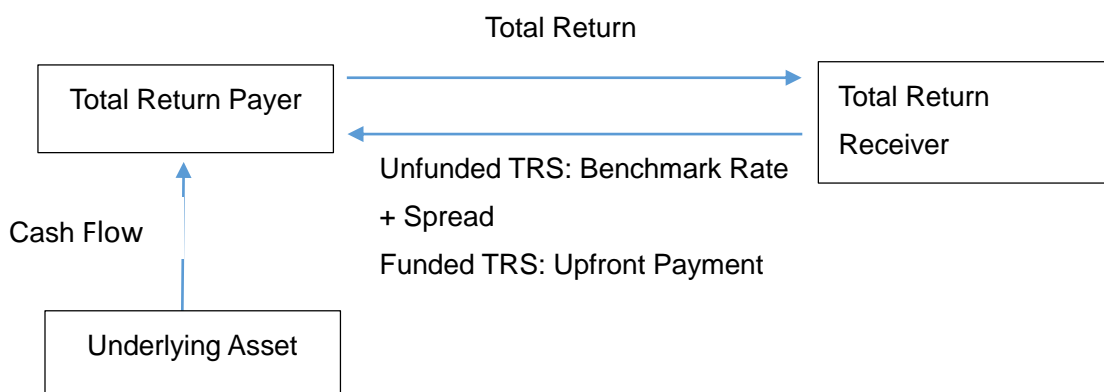 Total Return
Total Return Payer
Total Return
Receiver
Unfunded TRS: Benchmark Rate
+ Spread
Funded TRS: Upfront Payment
Cash Flow
Underlying Asset